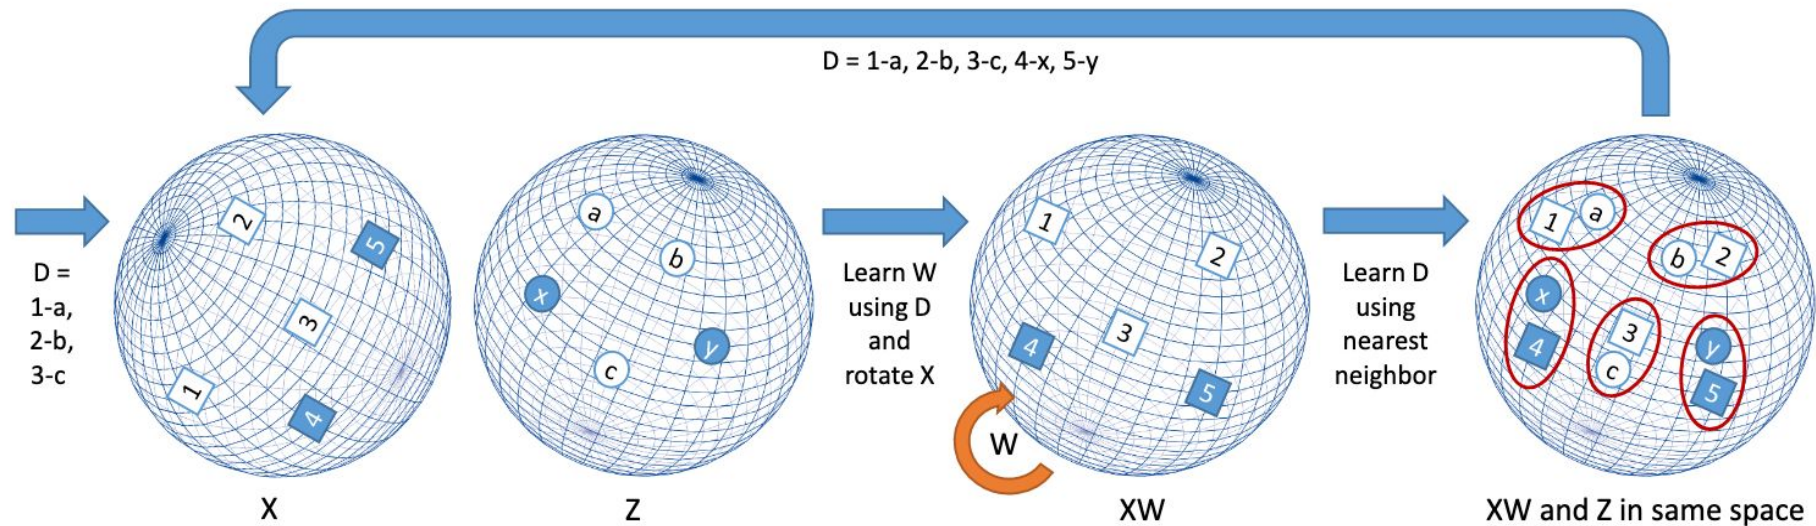 D = 1-a, 2-b, 3-c, 4-x, 5-y
D =
1-a,
2-b,
3-c
2
5
3
1
4
X
a
b
x
y
c
Z
Learn W
using D
and
rotate X
1
2
3
4
5
W
XW
Learn D
using
nearest
neighbor
1 a
b 2
x
4
3
c
y
5
XW and Z in same space